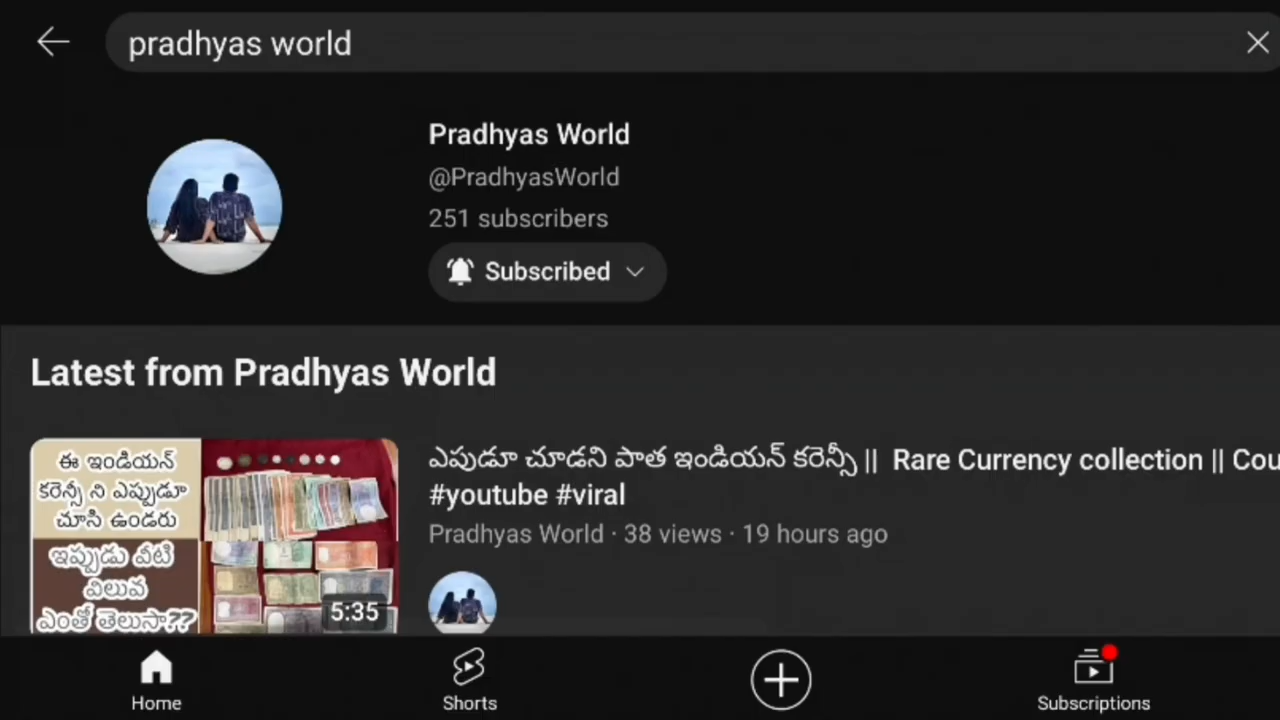 pradhyas world
Pradhyas World
@PradhyasWorld
251 subscribers
Subscribed
Latest from Pradhyas World
ఈ ఇండియన్
కరెన్సీ ని ఎప్పుడూ
చూసి ఉండరు
ఇప్పుడు వీటి
విలువ
ఎంతో తెలుసా??
5:35
ఎపుడూ చూడని పాత ఇండియన్ కరెన్సీ || Rare Currency collection || Cou
#youtube #viral
Pradhyas World · 38 views · 19 hours ago
Home
Shorts
Subscriptions